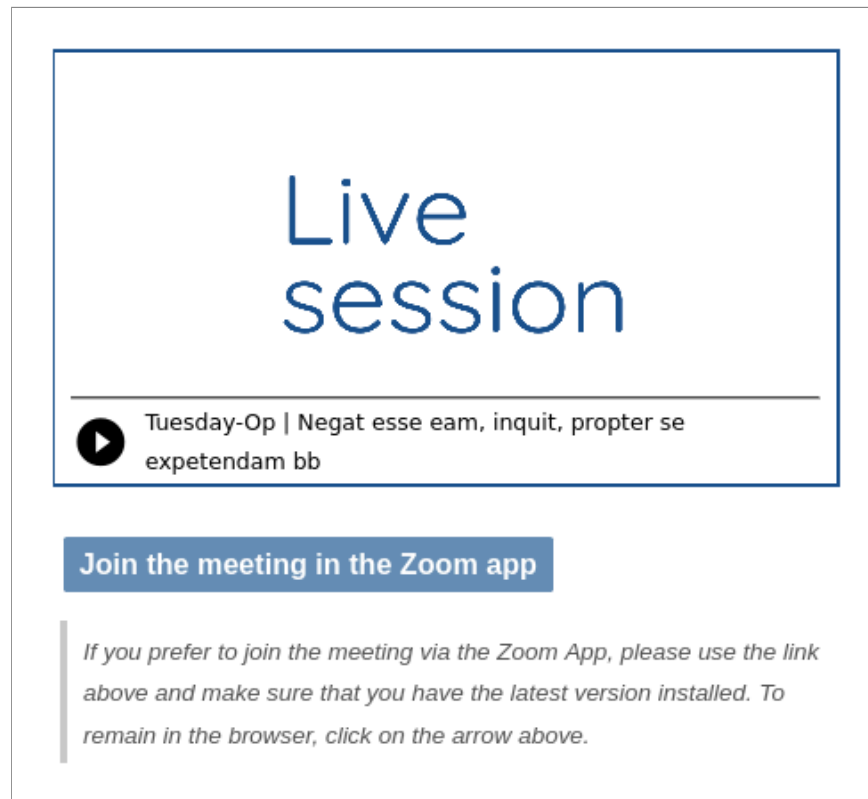 Live
session
Tuesday-Op | Negat esse eam, inquit, propter se
expetendam bb
Join the meeting in the Zoom app
If you prefer to join the meeting via the Zoom App, please use the link
above and make sure that you have the latest version installed. To
remain in the browser, click on the arrow above.